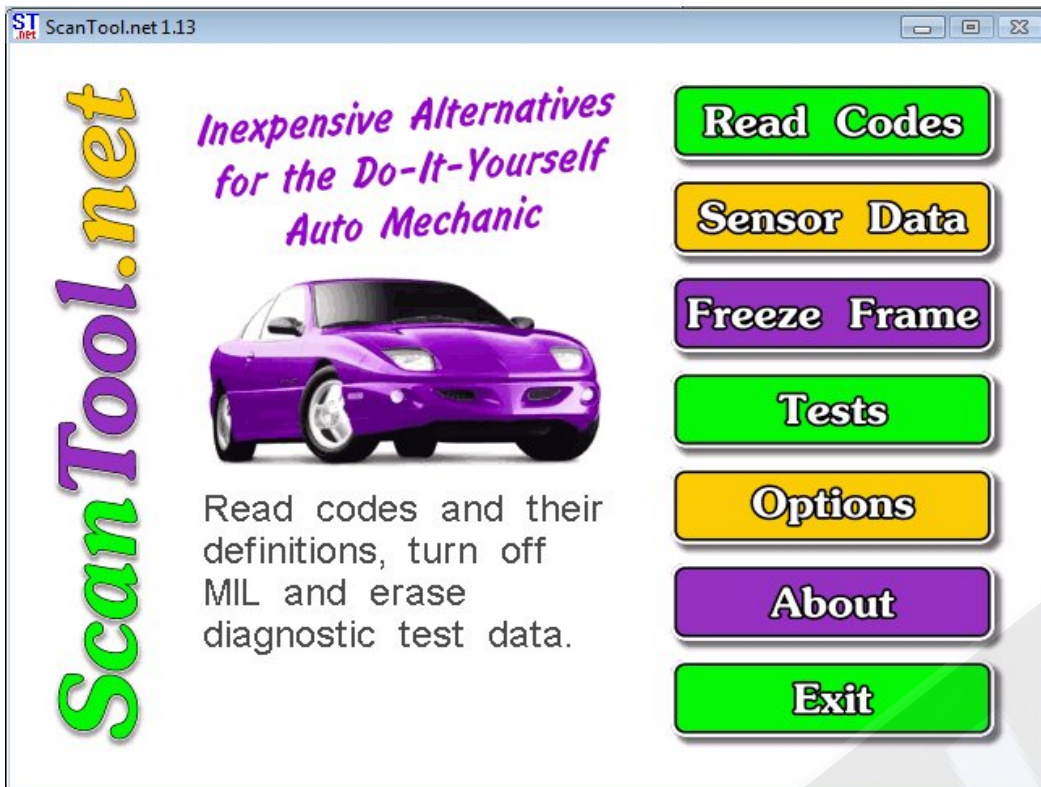 ST
.net
ScanTool.net 1.13
ScanTool.net
Inexpensive Alternatives
for the Do-It-Yourself
Auto Mechanic
Read codes and their
definitions, turn off
MIL and erase
diagnostic test data.
Read Codes
Sensor Data
Freeze Frame
Tests
Options
About
Exit